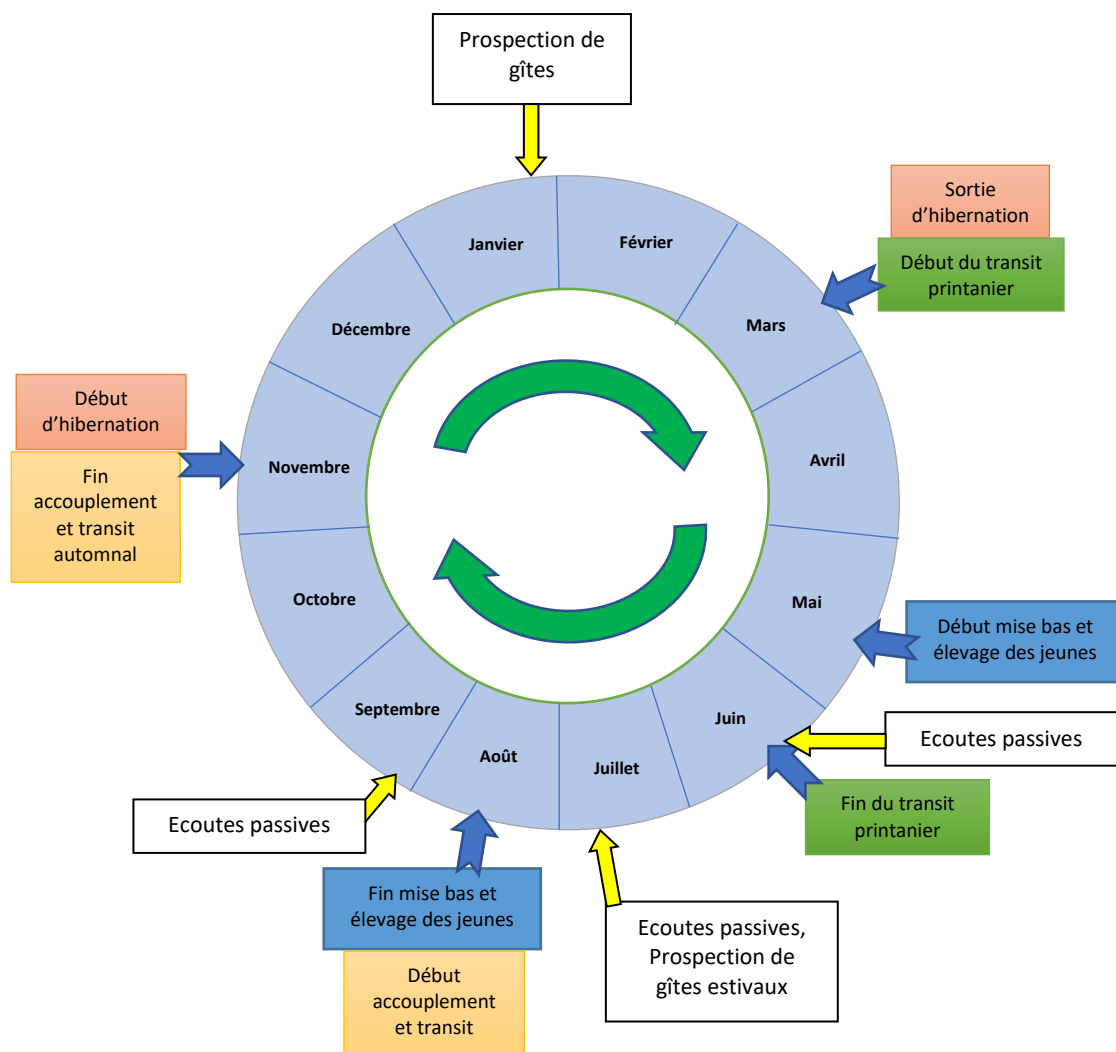 Prospection de
gîtes
Sortie
d’hibernation
Début du transit
printanier
Janvier
Février
Mars
Avril
Mai
Juin
Juillet
Août
Septembre
Octobre
Novembre
Décembre
Début
d’hibernation
Fin
accouplement
et transit
automnal
Début mise bas et
élevage des jeunes
Ecoutes passives
Fin du transit
printanier
Ecoutes passives,
Prospection de
gîtes estivaux
Fin mise bas et
élevage des jeunes
Début
accouplement
et transit
Ecoutes passives